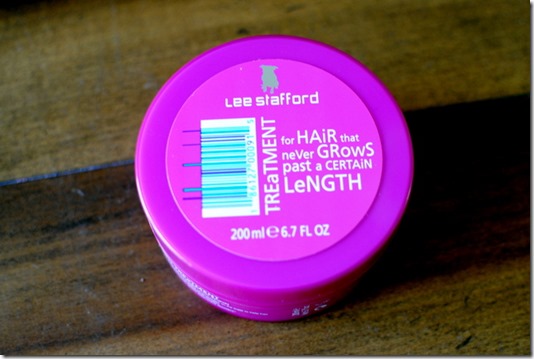 Lee Stafford
TREaTMENT
for HAiR that
neVer GRowS
past a CERTAiN
LeNGTH
200 ml e 6.7 FL OZ